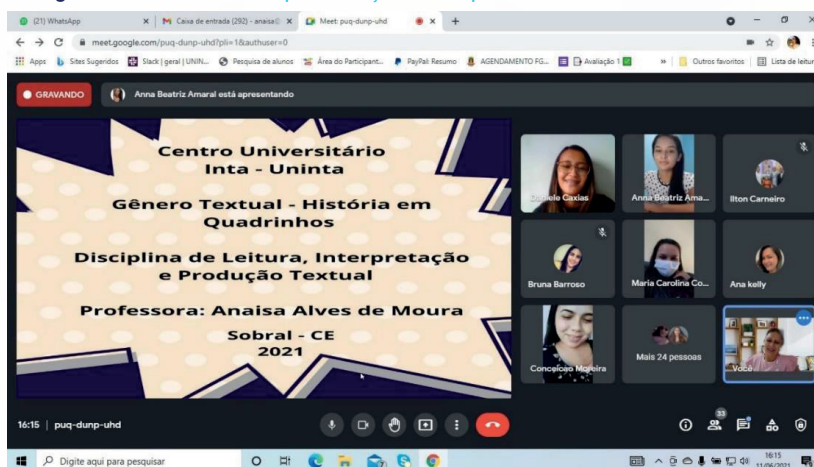 (21) WhatsApp
Caixa de entrada (292) - anaisa
Meet: puq-dunp-uhd
meet.google.com/puq-dunp-uhd?pli=1&authuser=0
Apps
Sites Sugeridos
Slack | geral | UNIN...
Pesquisa de alunos
Área do Participant...
PayPal: Resumo
AGENDAMENTO FG...
Avaliação 1
»
Outros favoritos
Lista de leitur
GRAVANDO
Anna Beatriz Amaral está apresentando
Centro Universitário
Inta - Uninta
Gênero Textual - História em
Quadrinhos
Disciplina de Leitura, Interpretação
e Produção Textual
Professora: Anaisa Alves de Moura
Sobral - CE
2021
Caxias
Anna Beatriz Ama...
Ilton Carneiro
Bruna Barroso
Maria Carolina Co...
Ana kelly
Conceição Moreira
Mais 24 pessoas
Você
16:15 | puq-dunp-uhd
33
Digite aqui para pesquisar
16:15
11/06/2021